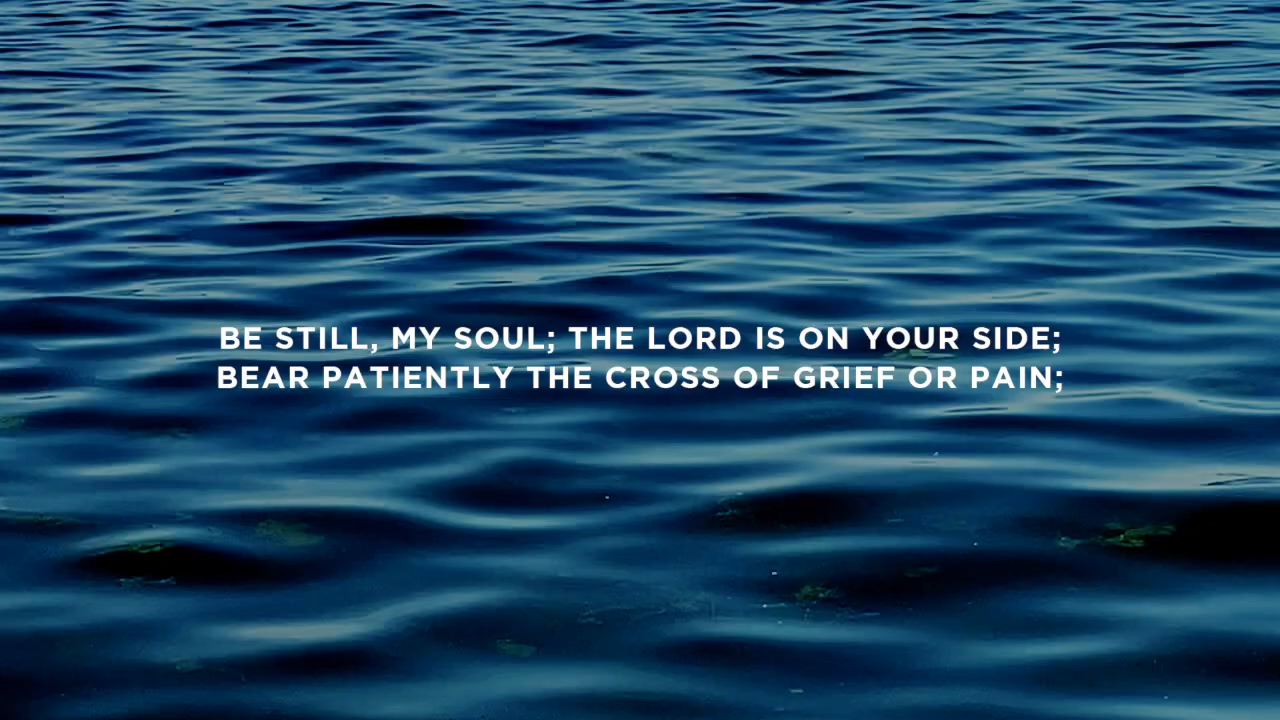 BE STILL, MY SOUL; THE LORD IS ON YOUR SIDE;
BEAR PATIENTLY THE CROSS OF GRIEF OR PAIN;